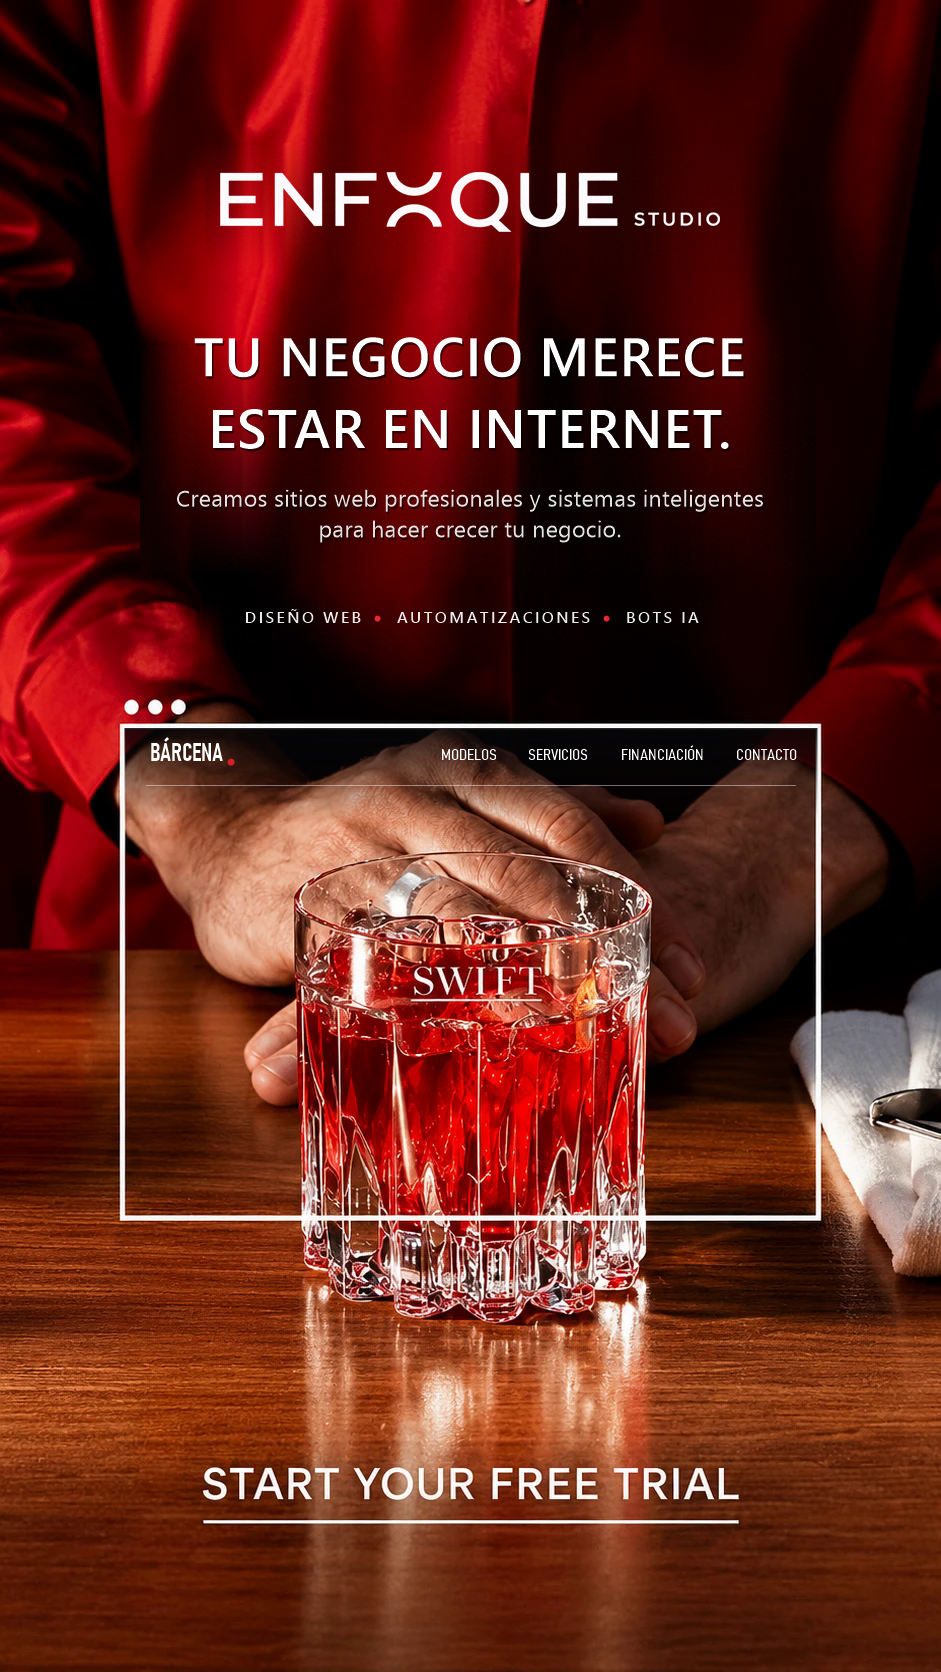 ENFOQUE STUDIO
TU NEGOCIO MERECE
ESTAR EN INTERNET.
Creamos sitios web profesionales y sistemas inteligentes
para hacer crecer tu negocio.
DISEÑO WEB • AUTOMATIZACIONES • BOTS IA
BÁRCENA.
MODELOS SERVICIOS FINANCIACIÓN CONTACTO
SWIFT
START YOUR FREE TRIAL